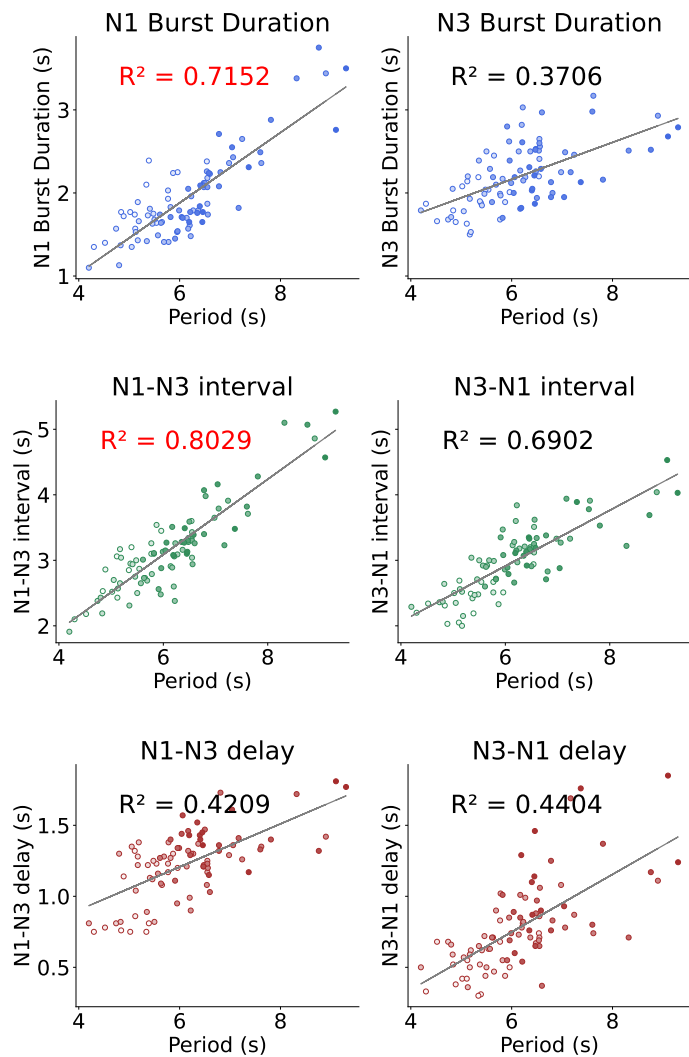 N1 Burst Duration
N3 Burst Duration
R² = 0.7152
R² = 0.3706
N1 Burst Duration (s)
3
2
1
N3 Burst Duration (s)
4
6
8
4
6
8
Period (s)
Period (s)
N1-N3 interval
N3-N1 interval
R² = 0.8029
R² = 0.6902
N1-N3 interval (s)
5
4
3
2
N3-N1 interval (s)
4
6
8
4
6
8
Period (s)
Period (s)
N1-N3 delay
N3-N1 delay
R² = 0.4209
R² = 0.4404
N1-N3 delay (s)
1.5
1.0
0.5
N3-N1 delay (s)
4
6
8
4
6
8
Period (s)
Period (s)